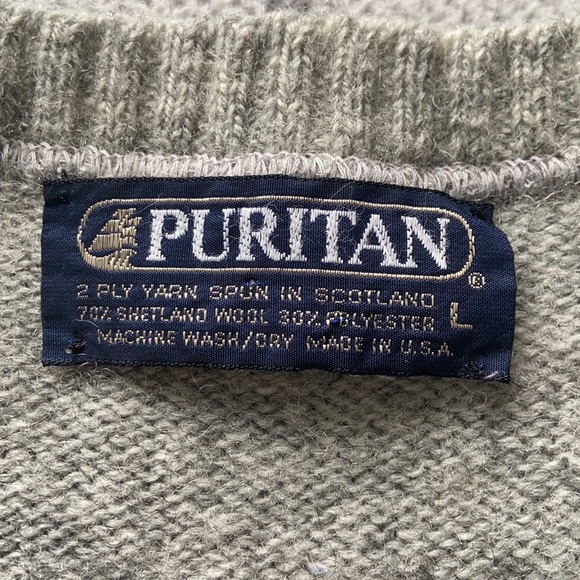 PURITAN®
2 PLY YARN SPUN IN SCOTLAND
70% SHETLAND WOOL 30% POLYESTER
MACHINE WASH/DRY MADE IN U.S.A.
L